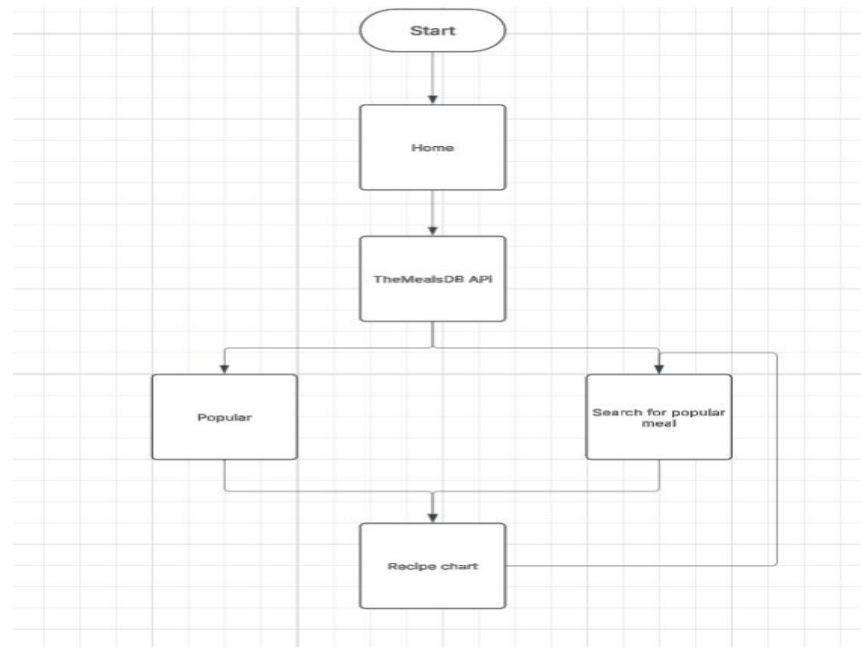 Start
Home
TheMealsDB APi
Popular
Search for popular
meal
Recipe chart